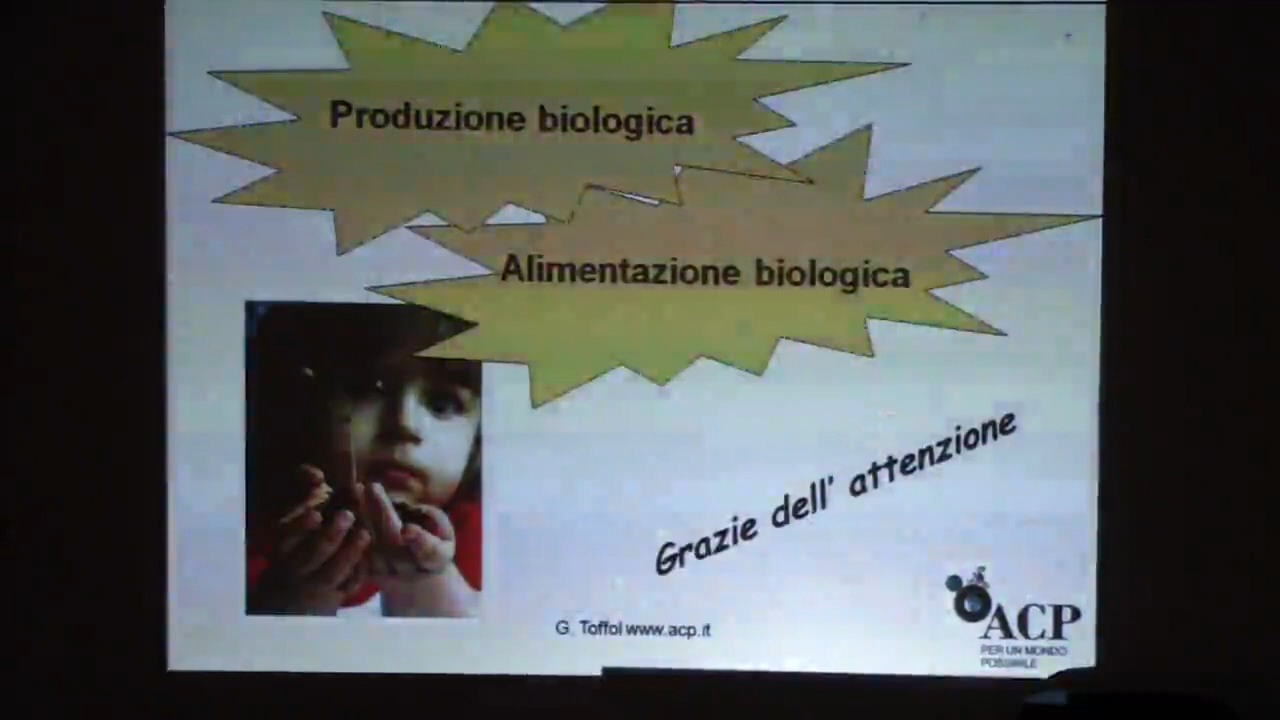 Produzione biologica
Alimentazione biologica
Grazie dell' attenzione
G. Toffol www.acp.it
ACP
PER UN MONDO
POSSIBILE